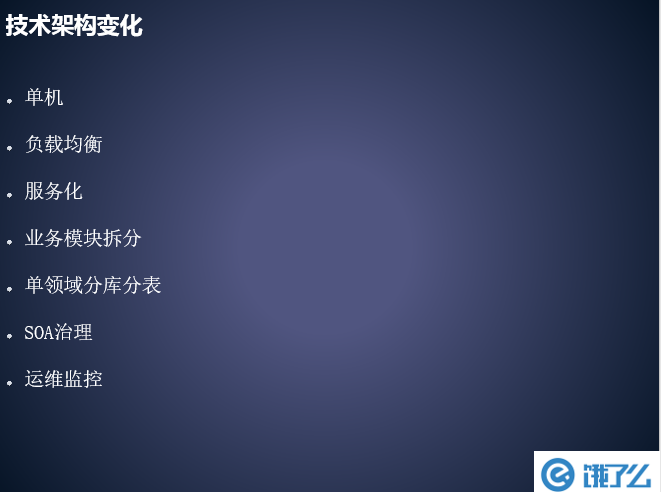 技术架构变化
单机
负载均衡
服务化
业务模块拆分
单领域分库分表
SOA治理
运维监控
饿了么